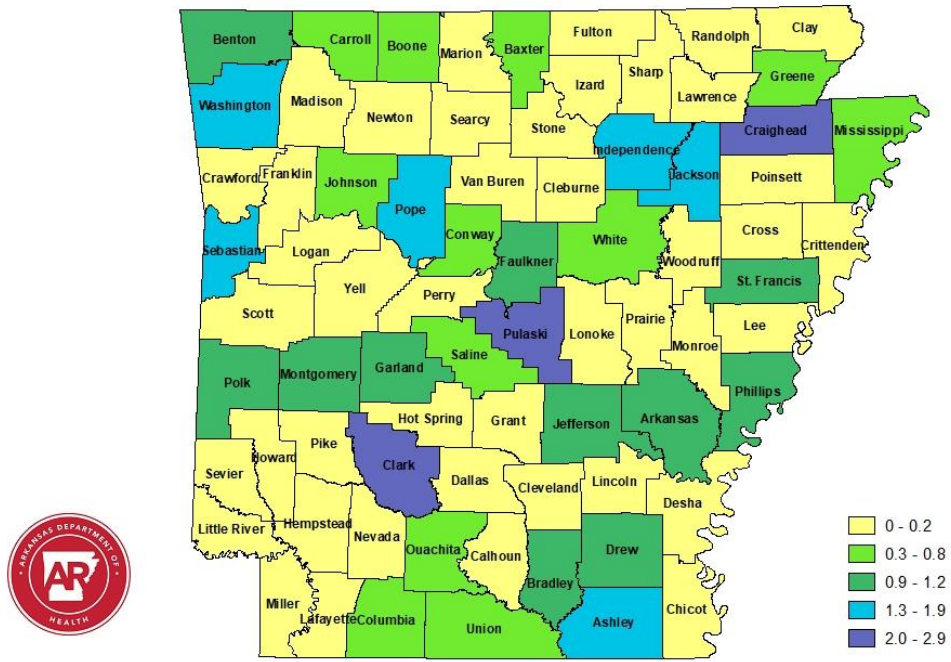 Benton
Carroll
Boone
Marion
Baxter
Fulton
Randolph
Clay
Sharp
Izard
Greene
Washington
Madison
Lawrence
Newton
Searcy
Stone
Independence
Jackson
Craighead
Mississippi
Crawford
Franklin
Johnson
Pope
Van Buren
Cleburne
Poinsett
Sebastian
Logan
Conway
Faulkner
White
Woodruff
Cross
Crittenden
Scott
Yell
Perry
St. Francis
Pulaski
Lonoke
Prairie
Monroe
Lee
Polk
Montgomery
Garland
Saline
Phillips
Hot Spring
Grant
Jefferson
Arkansas
Howard
Pike
Clark
Sevier
Dallas
Cleveland
Lincoln
Desha
Little River
Hempstead
Nevada
Ouachita
Calhoun
Bradley
Drew
Miller
Lafayette
Columbia
Union
Ashley
Chicot
ARKANSAS DEPARTMENT OF
AR
HEALTH
0 - 0.2
0.3 - 0.8
0.9 - 1.2
1.3 - 1.9
2.0 - 2.9